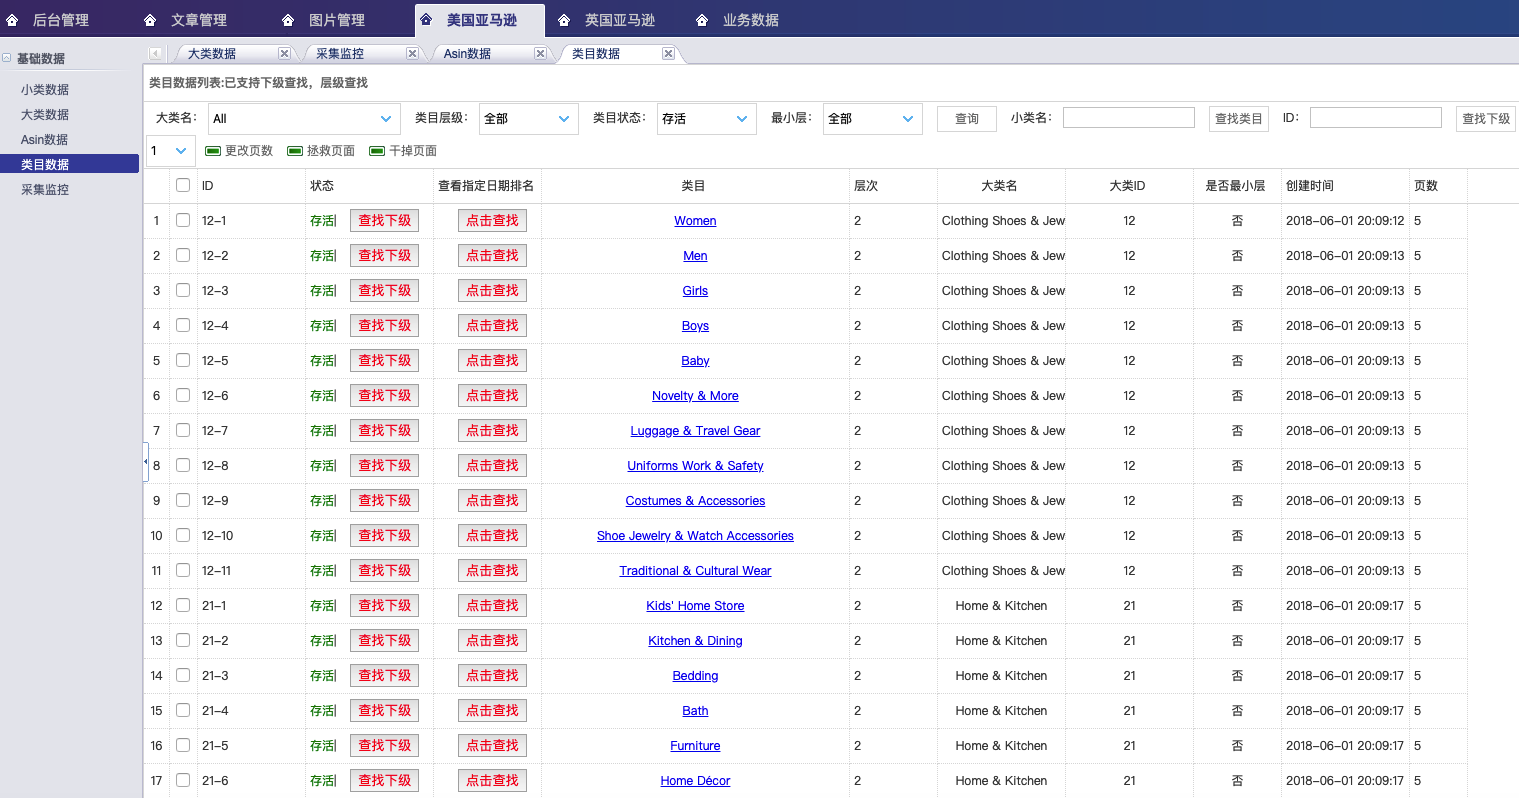 后台管理 文章管理 图片管理 美国亚马逊 英国亚马逊 业务数据
基础数据
小类数据
大类数据
Asin数据
类目数据
采集监控
大类数据 采集监控 Asin数据 类目数据
类目数据列表:已支持下级查找，层级查找
大类名: All 类目层级: 全部 类目状态: 存活 最小层: 全部 查询 小类名: 查找类目 ID: 查找下级
1 更改页数 拯救页面 干掉页面
ID 状态 查看指定日期排名 类目 层次 大类名 大类ID 是否最小层 创建时间 页数
1 12-1 存活| 查找下级 点击查找 Women 2 Clothing Shoes & Jew 12 否 2018-06-01 20:09:12 5
2 12-2 存活| 查找下级 点击查找 Men 2 Clothing Shoes & Jew 12 否 2018-06-01 20:09:13 5
3 12-3 存活| 查找下级 点击查找 Girls 2 Clothing Shoes & Jew 12 否 2018-06-01 20:09:13 5
4 12-4 存活| 查找下级 点击查找 Boys 2 Clothing Shoes & Jew 12 否 2018-06-01 20:09:13 5
5 12-5 存活| 查找下级 点击查找 Baby 2 Clothing Shoes & Jew 12 否 2018-06-01 20:09:13 5
6 12-6 存活| 查找下级 点击查找 Novelty & More 2 Clothing Shoes & Jew 12 否 2018-06-01 20:09:13 5
7 12-7 存活| 查找下级 点击查找 Luggage & Travel Gear 2 Clothing Shoes & Jew 12 否 2018-06-01 20:09:13 5
8 12-8 存活| 查找下级 点击查找 Uniforms Work & Safety 2 Clothing Shoes & Jew 12 否 2018-06-01 20:09:13 5
9 12-9 存活| 查找下级 点击查找 Costumes & Accessories 2 Clothing Shoes & Jew 12 否 2018-06-01 20:09:13 5
10 12-10 存活| 查找下级 点击查找 Shoe Jewelry & Watch Accessories 2 Clothing Shoes & Jew 12 否 2018-06-01 20:09:13 5
11 12-11 存活| 查找下级 点击查找 Traditional & Cultural Wear 2 Clothing Shoes & Jew 12 否 2018-06-01 20:09:13 5
12 21-1 存活| 查找下级 点击查找 Kids' Home Store 2 Home & Kitchen 21 否 2018-06-01 20:09:17 5
13 21-2 存活| 查找下级 点击查找 Kitchen & Dining 2 Home & Kitchen 21 否 2018-06-01 20:09:17 5
14 21-3 存活| 查找下级 点击查找 Bedding 2 Home & Kitchen 21 否 2018-06-01 20:09:17 5
15 21-4 存活| 查找下级 点击查找 Bath 2 Home & Kitchen 21 否 2018-06-01 20:09:17 5
16 21-5 存活| 查找下级 点击查找 Furniture 2 Home & Kitchen 21 否 2018-06-01 20:09:17 5
17 21-6 存活| 查找下级 点击查找 Home Décor 2 Home & Kitchen 21 否 2018-06-01 20:09:17 5